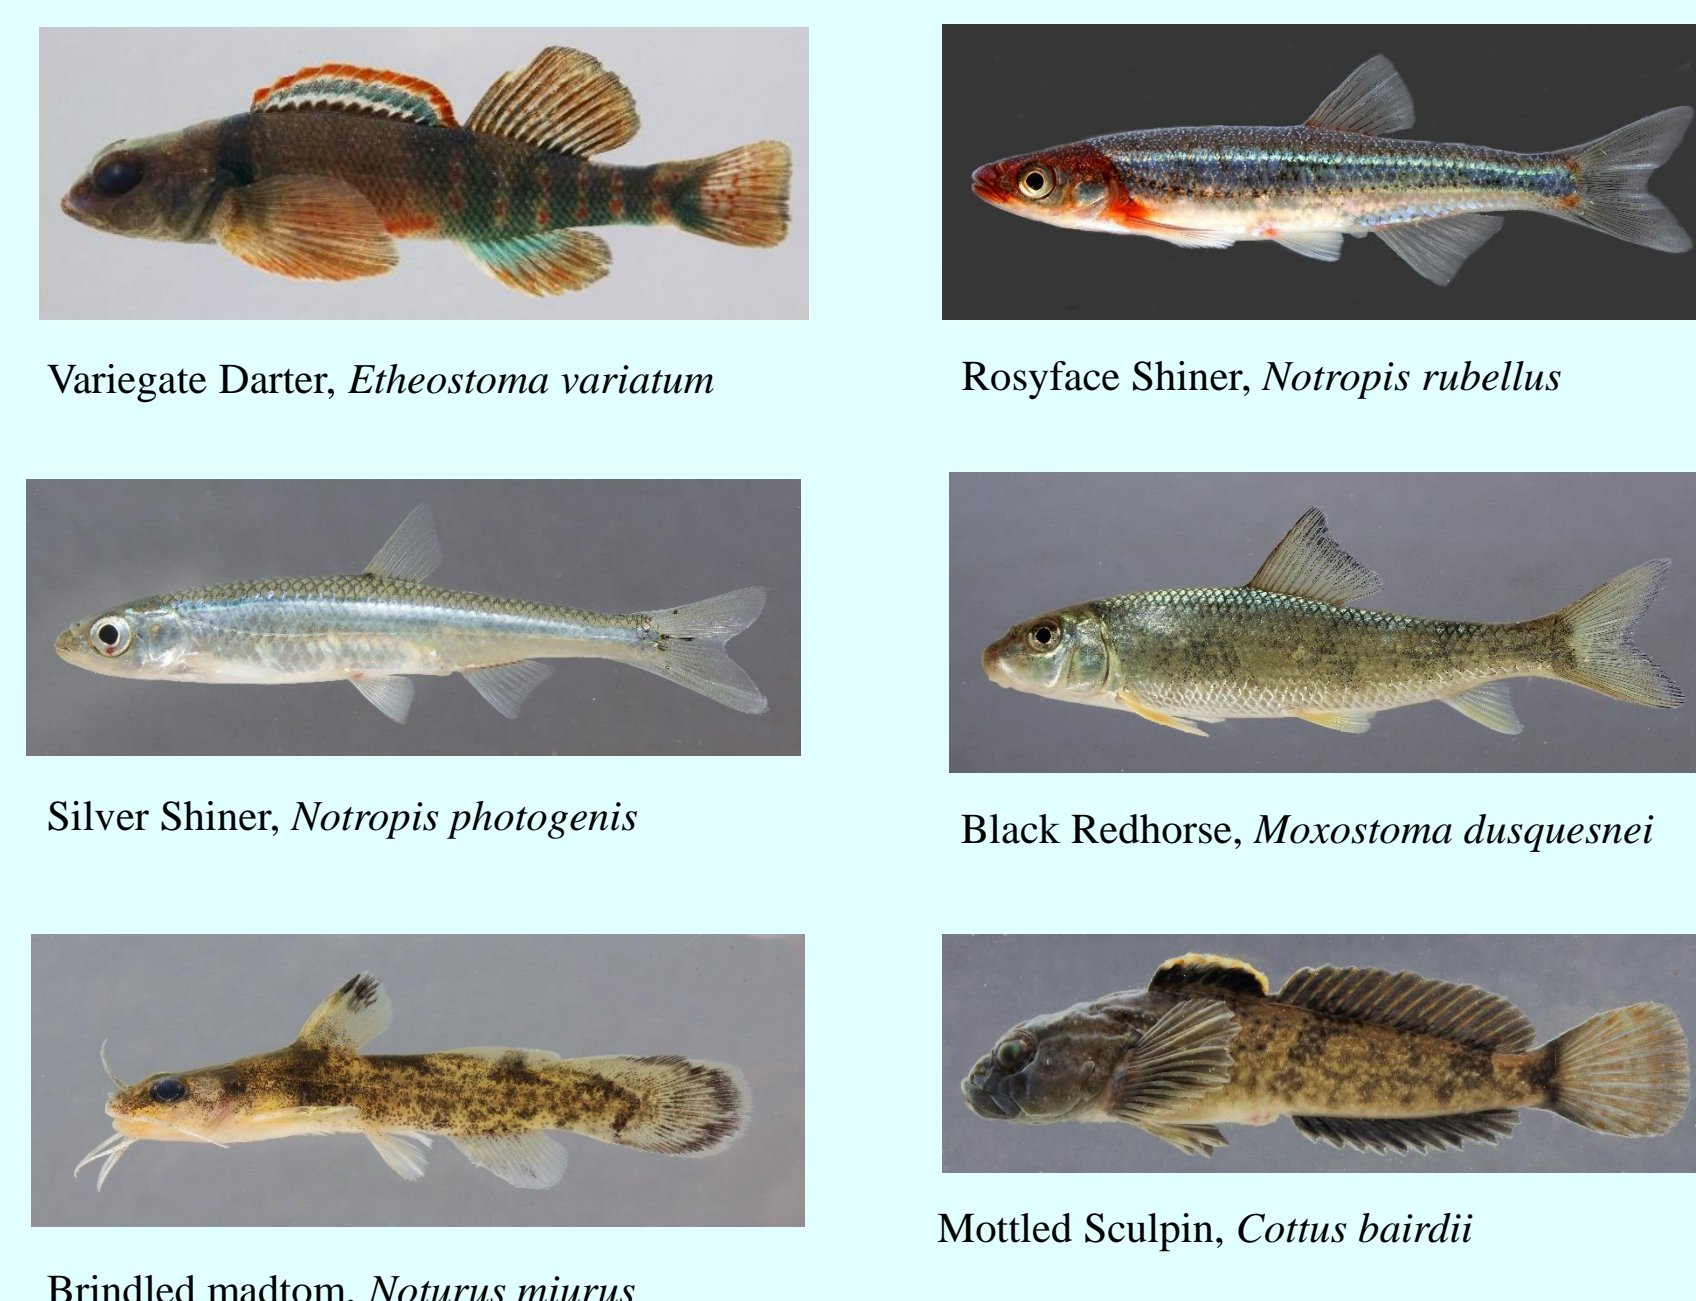 Variegate Darter, Etheostoma variatum
Rosyface Shiner, Notropis rubellus
Silver Shiner, Notropis photogenis
Black Redhorse, Moxostoma dusquesnei
Brindled madtom, Noturus miurus
Mottled Sculpin, Cottus bairdii